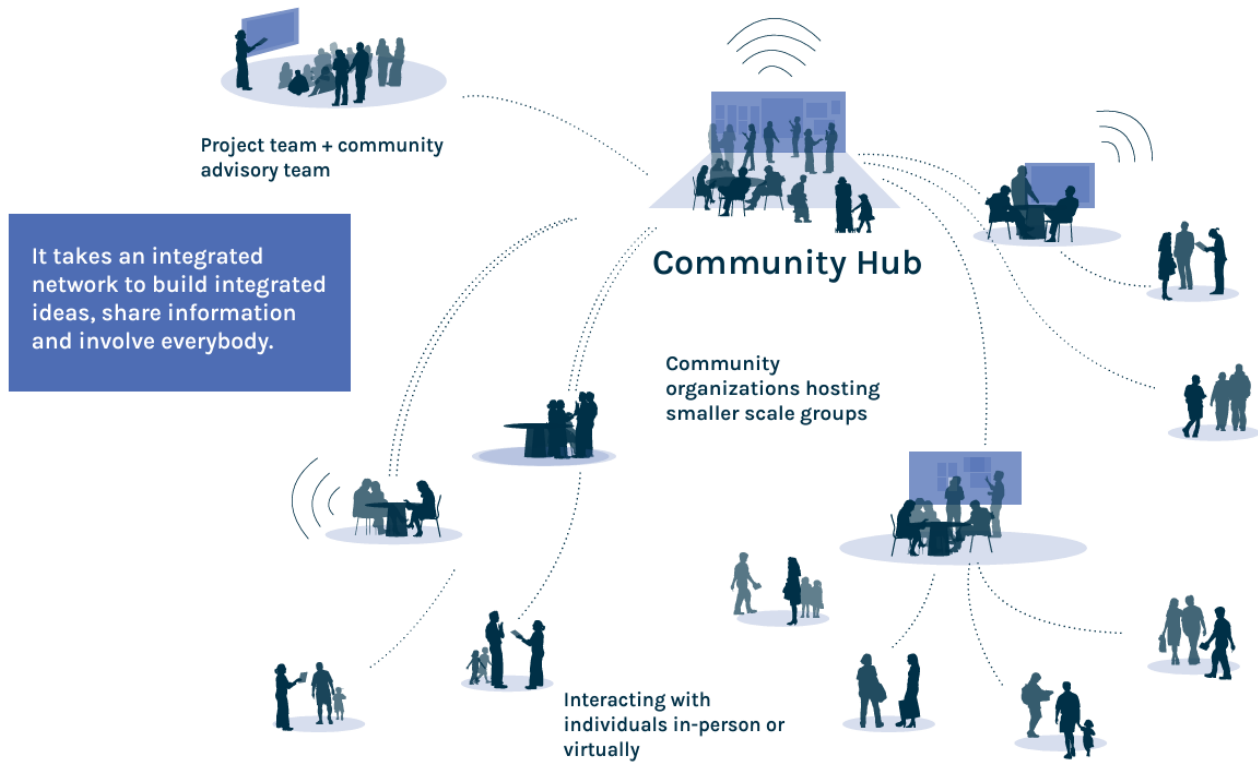 Project team + community
advisory team
It takes an integrated
network to build integrated
ideas, share information
and involve everybody.
Community Hub
Community
organizations hosting
smaller scale groups
Interacting with
individuals in-person or
virtually